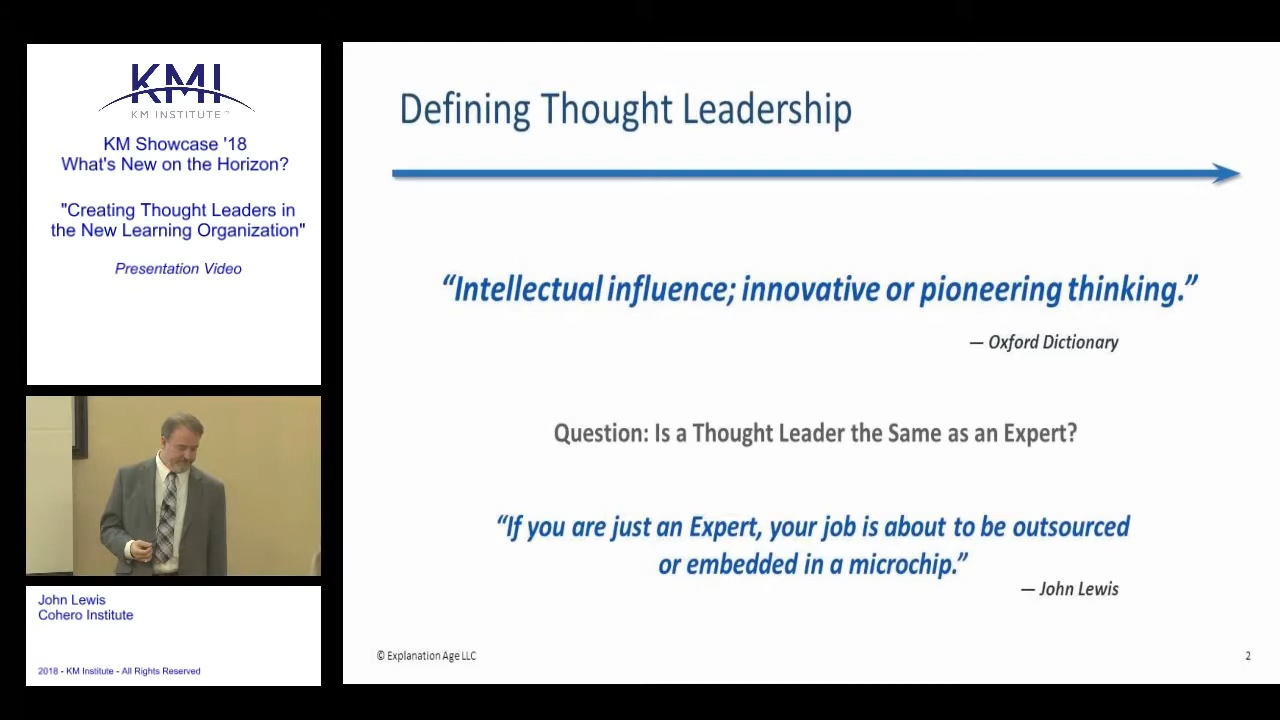 KMI
KM INSTITUTE™
KM Showcase '18
What's New on the Horizon?
"Creating Thought Leaders in
the New Learning Organization"
Presentation Video
John Lewis
Cohero Institute
2018 - KM Institute - All Rights Reserved
Defining Thought Leadership
“Intellectual influence; innovative or pioneering thinking.”
— Oxford Dictionary
Question: Is a Thought Leader the Same as an Expert?
“If you are just an Expert, your job is about to be outsourced
or embedded in a microchip.”
— John Lewis
© Explanation Age LLC
2